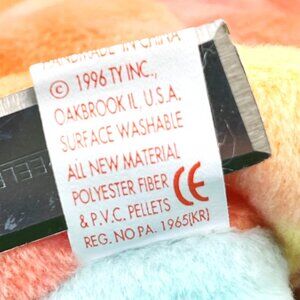 HANDMADE IN CHINA
© 1996 TY INC.,
OAKBROOK IL, U.S.A.
SURFACE WASHABLE
ALL NEW MATERIAL
POLYESTER FIBER
& P.V.C. PELLETS CE
REG. NO PA. 1965(KR)